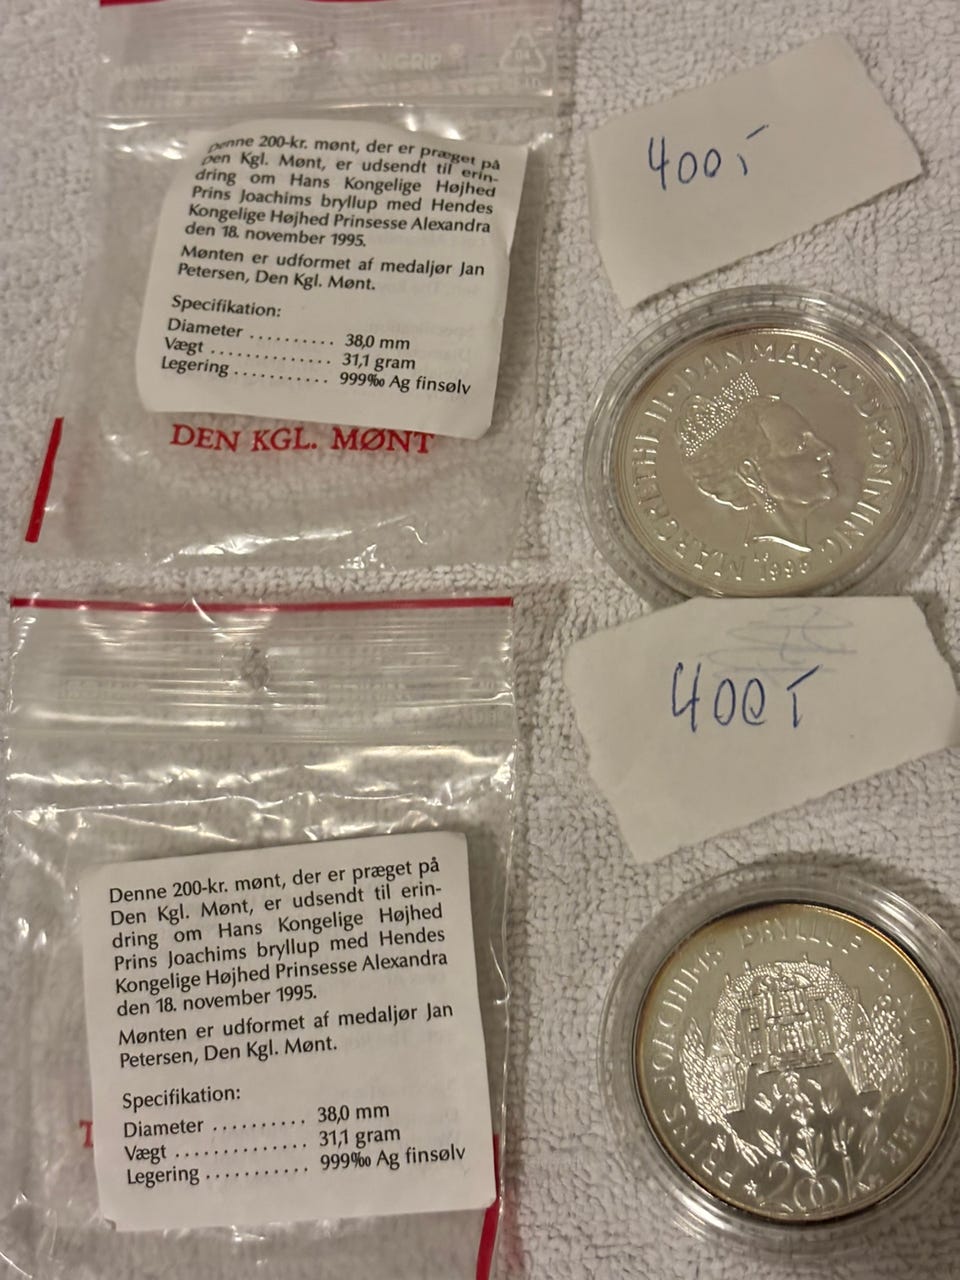 Denne 200-kr. mønt, der er præget på
Den Kgl. Mønt, er udsendt til erin-
dring om Hans Kongelige Højhed
Prins Joachims bryllup med Hendes
Kongelige Højhed Prinsesse Alexandra
den 18. november 1995.
Mønten er udformet af medaljør Jan
Petersen, Den Kgl. Mønt.
Specifikation:
Diameter .......... 38,0 mm
Vægt .............. 31,1 gram
Legering ........... 999‰ Ag finsølv
DEN KGL. MØNT
400,-
MARGRETHE II · DANMARKS DRONNING
1995
400,-
Denne 200-kr. mønt, der er præget på
Den Kgl. Mønt, er udsendt til erin-
dring om Hans Kongelige Højhed
Prins Joachims bryllup med Hendes
Kongelige Højhed Prinsesse Alexandra
den 18. november 1995.
Mønten er udformet af medaljør Jan
Petersen, Den Kgl. Mønt.
Specifikation:
Diameter .......... 38,0 mm
Vægt .............. 31,1 gram
Legering ........... 999‰ Ag finsølv
PRINS JOACHIMS BRYLLUP 18. NOVEMBER
200 KR